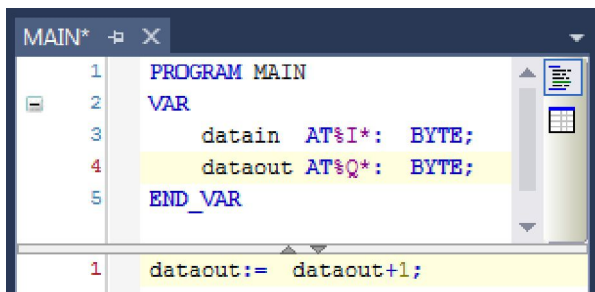 MAIN*
1 PROGRAM MAIN
2 VAR
3 datain AT%I*: BYTE;
4 dataout AT%Q*: BYTE;
5 END_VAR
1 dataout:= dataout+1;